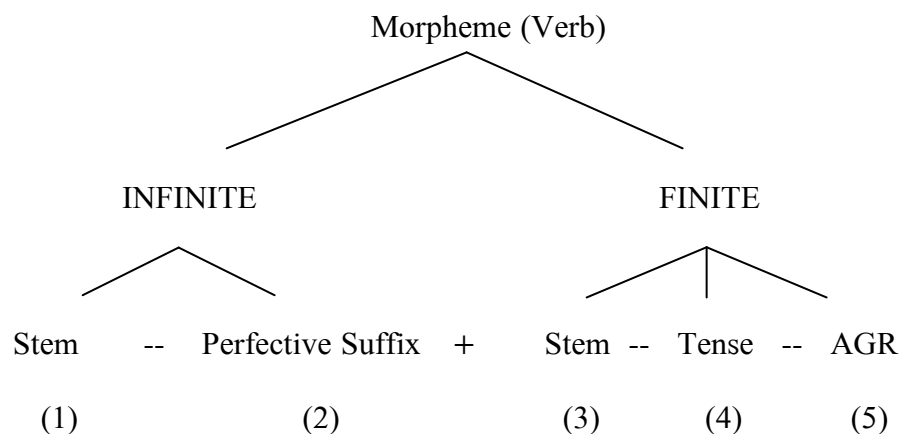 Morpheme (Verb)
INFINITE FINITE
Stem -- Perfective Suffix + Stem -- Tense -- AGR
(1) (2) (3) (4) (5)